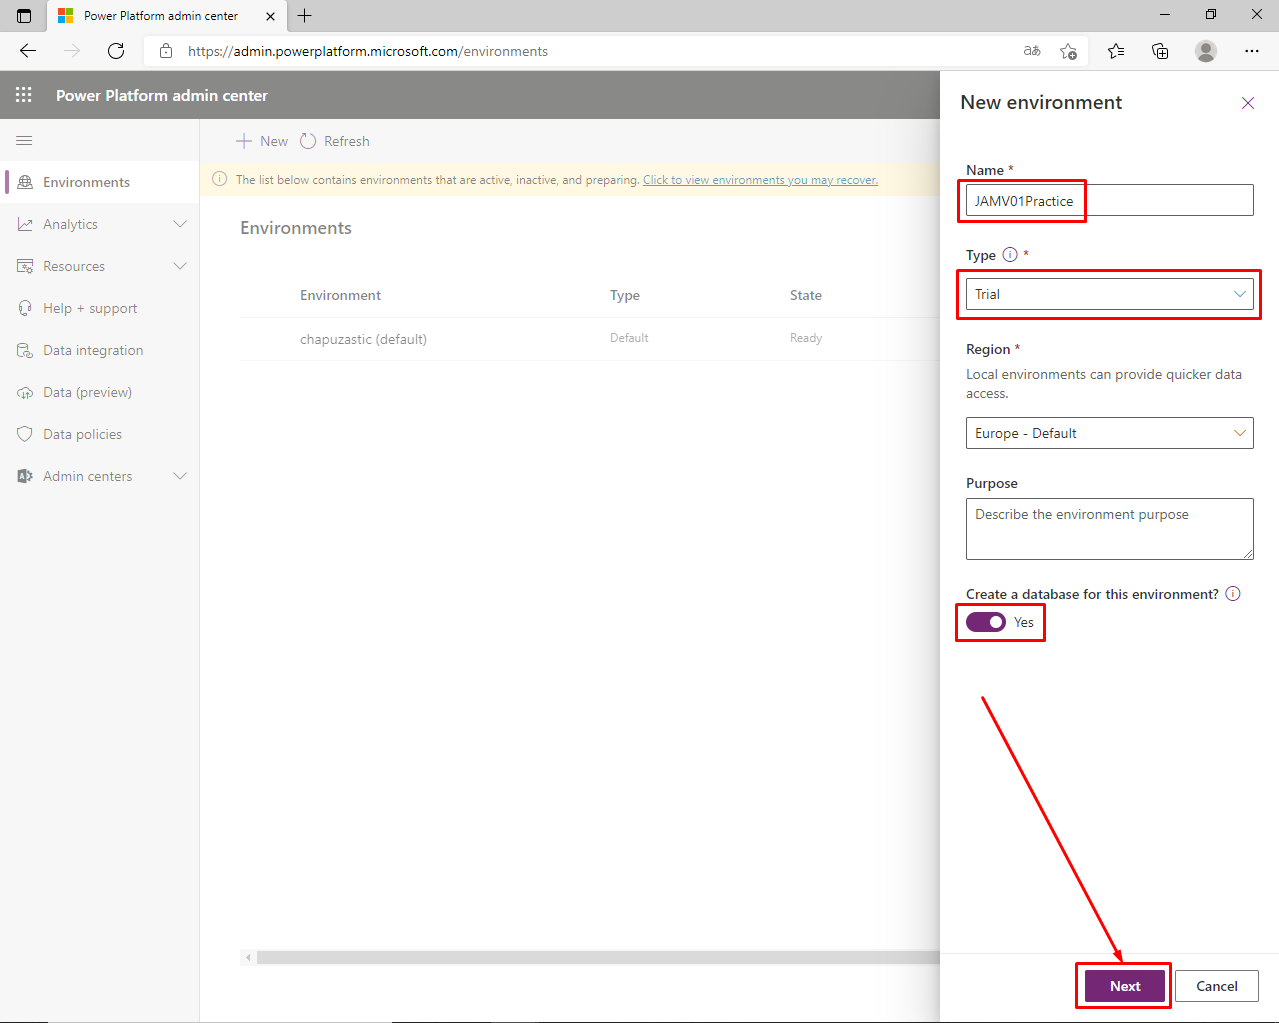 Power Platform admin center
https://admin.powerplatform.microsoft.com/environments
aあ
Power Platform admin center
New
Refresh
Environments
Analytics
Resources
Help + support
Data integration
Data (preview)
Data policies
Admin centers
The list below contains environments that are active, inactive, and preparing. Click to view environments you may recover.
Environments
Environment Type State
chapuzastic (default) Default Ready
New environment
Name *
JAMV01Practice
Type *
Trial
Region *
Local environments can provide quicker data
access.
Europe - Default
Purpose
Describe the environment purpose
Create a database for this environment?
Yes
Next
Cancel